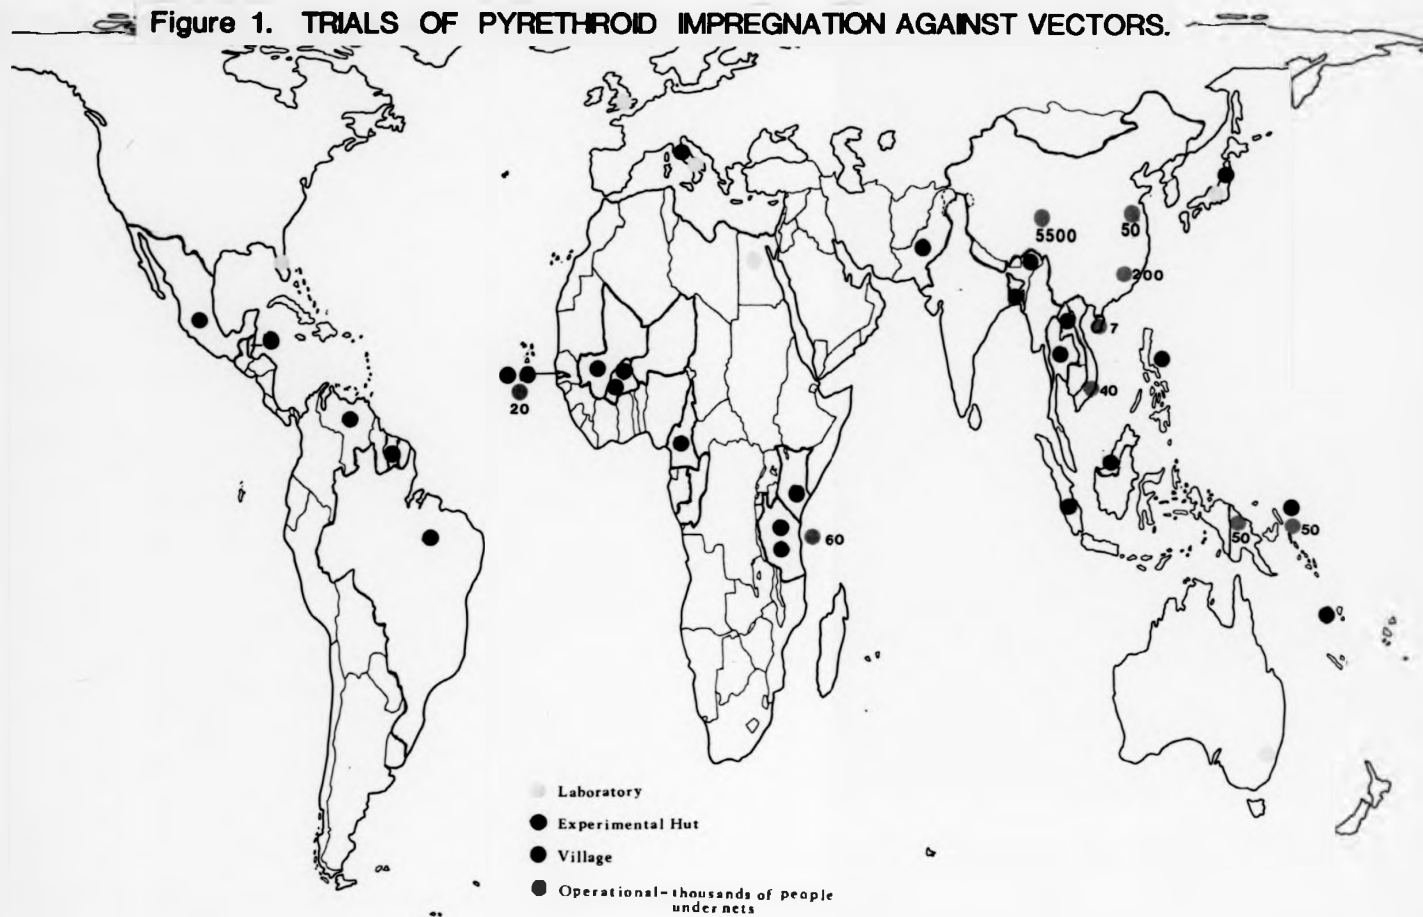 Figure 1. TRIALS OF PYRETHROID IMPREGNATION AGAINST VECTORS.
5500
50
200
7
40
20
60
50
50
Laboratory
Experimental Hut
Village
Operational-thousands of people
under nets